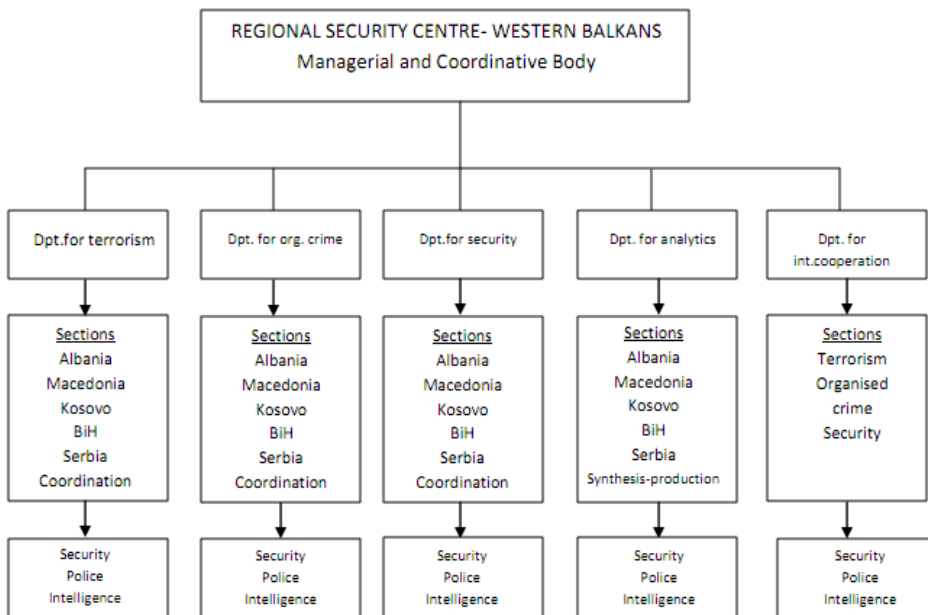 REGIONAL SECURITY CENTRE- WESTERN BALKANS
Managerial and Coordinative Body
Dpt.for terrorism
Dpt. for org. crime
Dpt.for security
Dpt. for analytics
Dpt. for
int.cooperation
Sections
Albania
Macedonia
Kosovo
BiH
Serbia
Coordination
Sections
Albania
Macedonia
Kosovo
BiH
Serbia
Coordination
Sections
Albania
Macedonia
Kosovo
BiH
Serbia
Coordination
Sections
Albania
Macedonia
Kosovo
BiH
Serbia
Synthesis-production
Sections
Terrorism
Organised
crime
Security
Security
Police
Intelligence
Security
Police
Intelligence
Security
Police
Intelligence
Security
Police
Intelligence
Security
Police
Intelligence